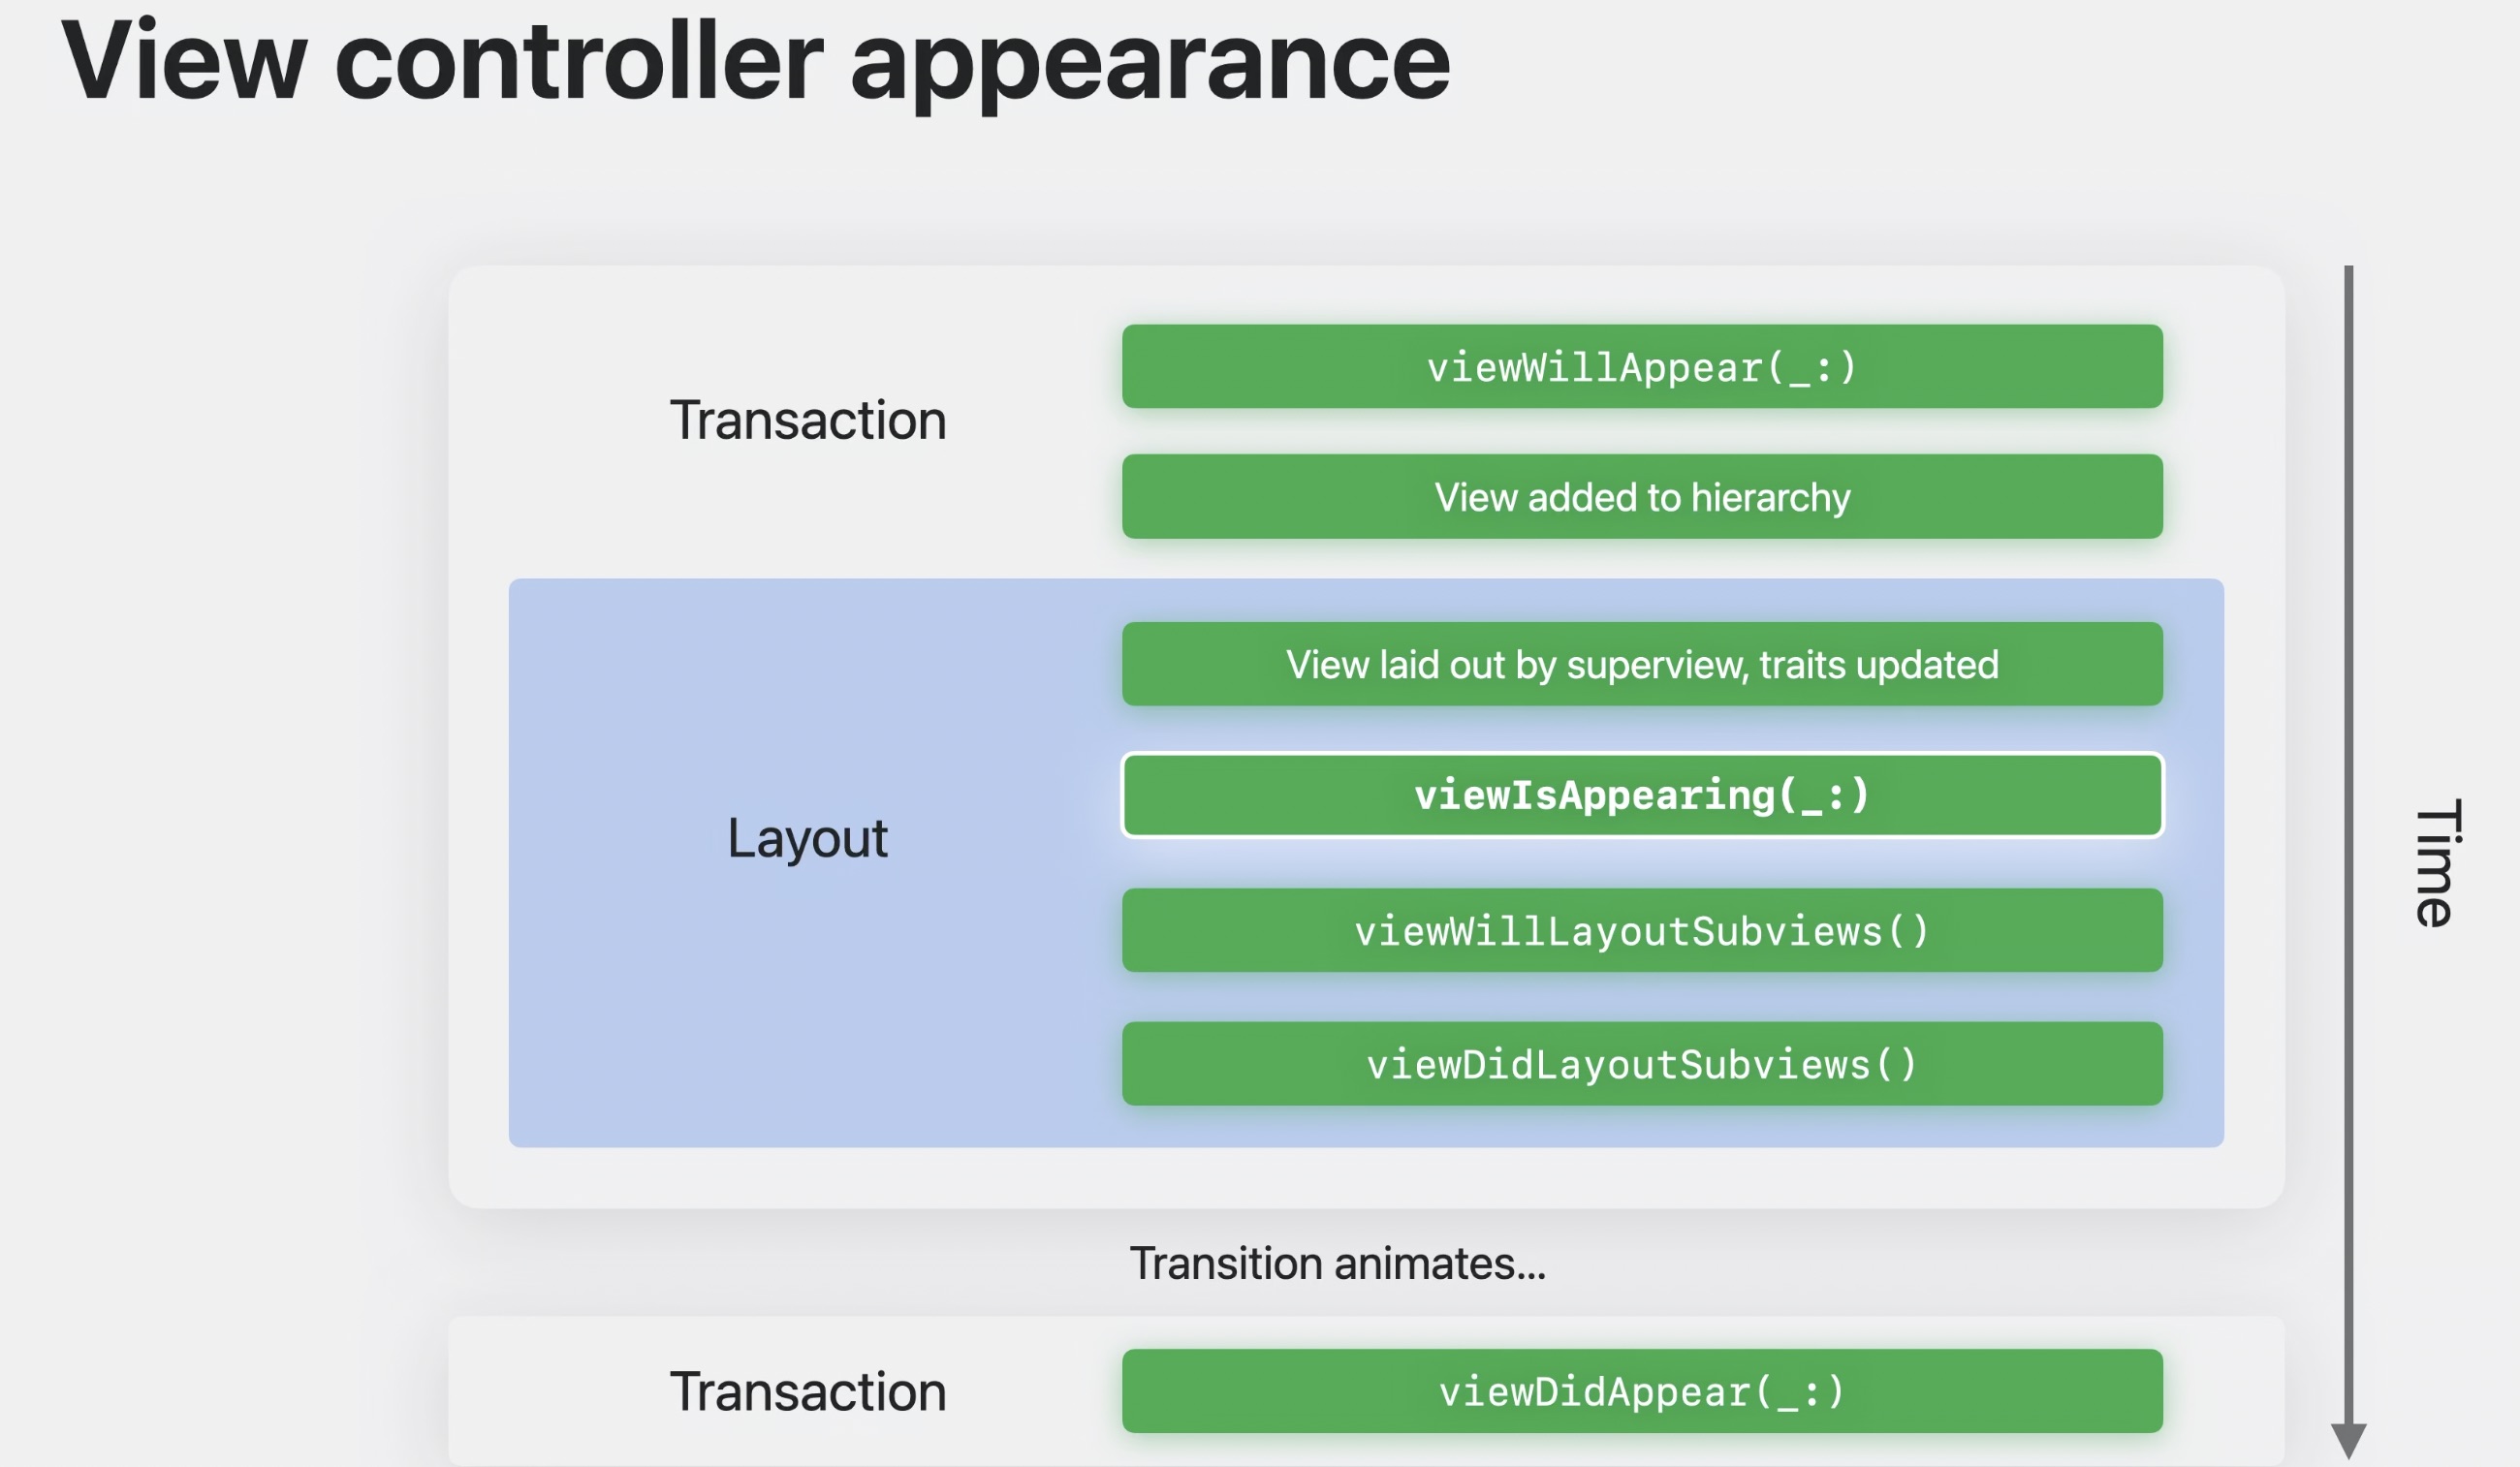 View controller appearance
Transaction
viewWillAppear(_:)
View added to hierarchy
Layout
View laid out by superview, traits updated
viewIsAppearing(_:)
viewWillLayoutSubviews()
viewDidLayoutSubviews()
Transition animates...
Transaction
viewDidAppear(_:)
Time